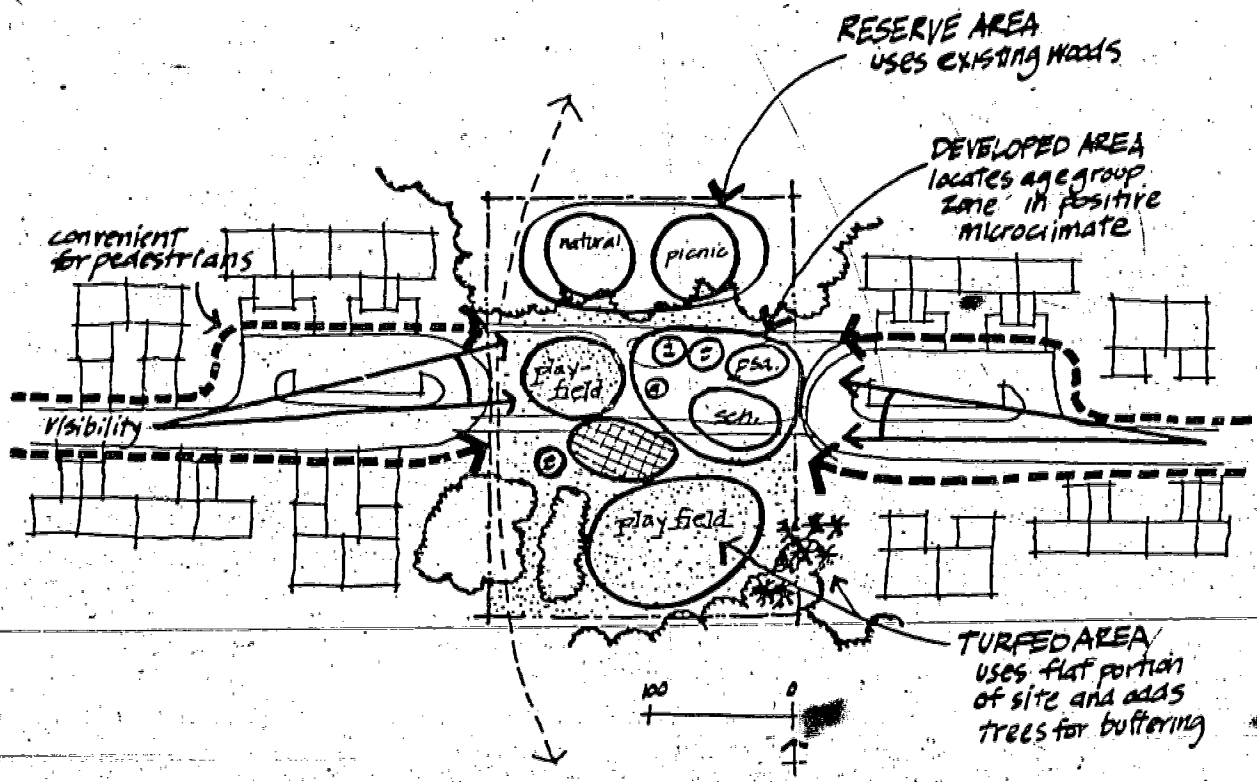 RESERVE AREA
uses existing woods
DEVELOPED AREA
locates age group
zone in positive
microclimate
convenient
for pedestrians
natural
picnic
play-
field
psa.
sch.
visibility
play field
TURFED AREA
uses flat portion
of site and adds
trees for buffering
100
0